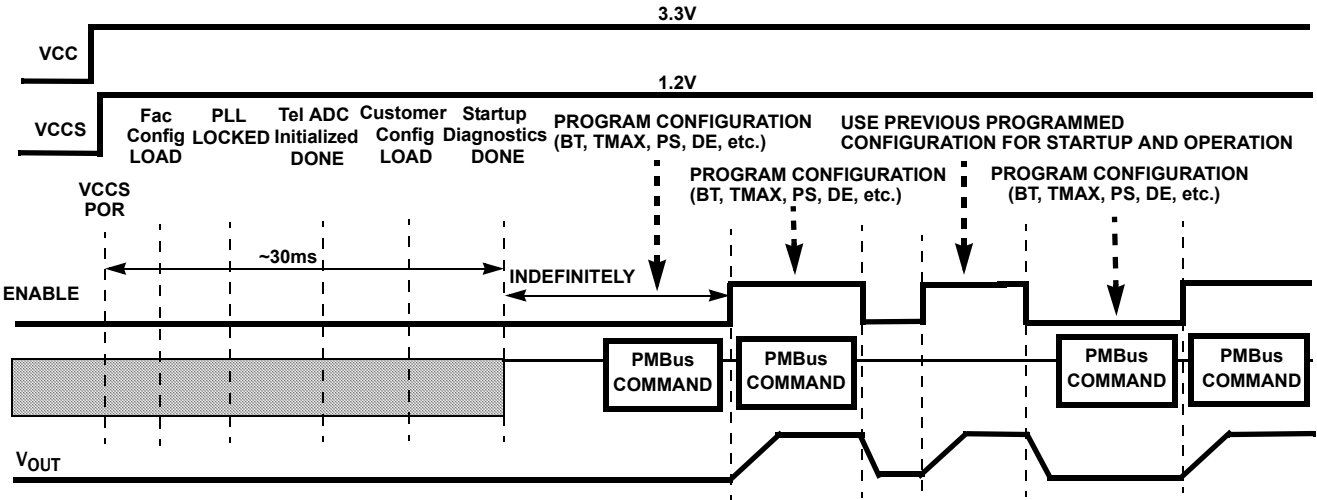 3.3V
VCC
1.2V
VCCS
Fac
Config
LOAD
PLL
LOCKED
Tel ADC
Initialized
DONE
Customer
Config
LOAD
Startup
Diagnostics
DONE
PROGRAM CONFIGURATION
(BT, TMAX, PS, DE, etc.)
USE PREVIOUS PROGRAMMED
CONFIGURATION FOR STARTUP AND OPERATION
PROGRAM CONFIGURATION
(BT, TMAX, PS, DE, etc.)
PROGRAM CONFIGURATION
(BT, TMAX, PS, DE, etc.)
VCCS
POR
~30ms
INDEFINITELY
ENABLE
PMBus
COMMAND
PMBus
COMMAND
PMBus
COMMAND
PMBus
COMMAND
VOUT